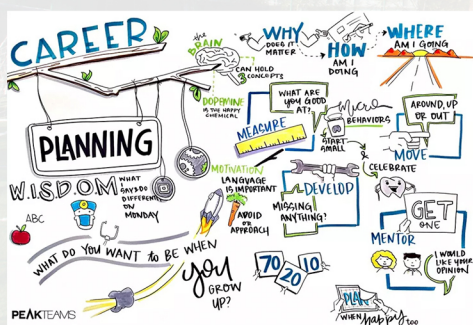 CAREER
PLANNING
the
BRAIN
CAN HOLD
3
CONCEPTS
DOPEMINE
IS THE HAPPY
CHEMICAL
WHY
DOES IT
MATTER
HOW
AM I
DOING
WHERE
AM I GOING
WHAT ARE
YOU GOOD
AT?
MEASURE
MICRO
BEHAVIORS
START
SMALL
&
CELEBRATE
AROUND, UP
OR OUT
MOVE
MOTIVATION
LANGUAGE
IS IMPORTANT
AVOID
OR
APPROACH
DEVELOP
MISSING
ANYTHING?
GET
ONE
MENTOR
I WOULD
LIKE YOUR
OPINION
W.I.S.D.O.M
WHAT
SAY
DO
DIFFERENT
ON
MONDAY
ABC
WHAT DO YOU WANT to BE WHEN
you
GROW
UP?
70
20
10
PLAN
WHEN happy too
PEAKTEAMS